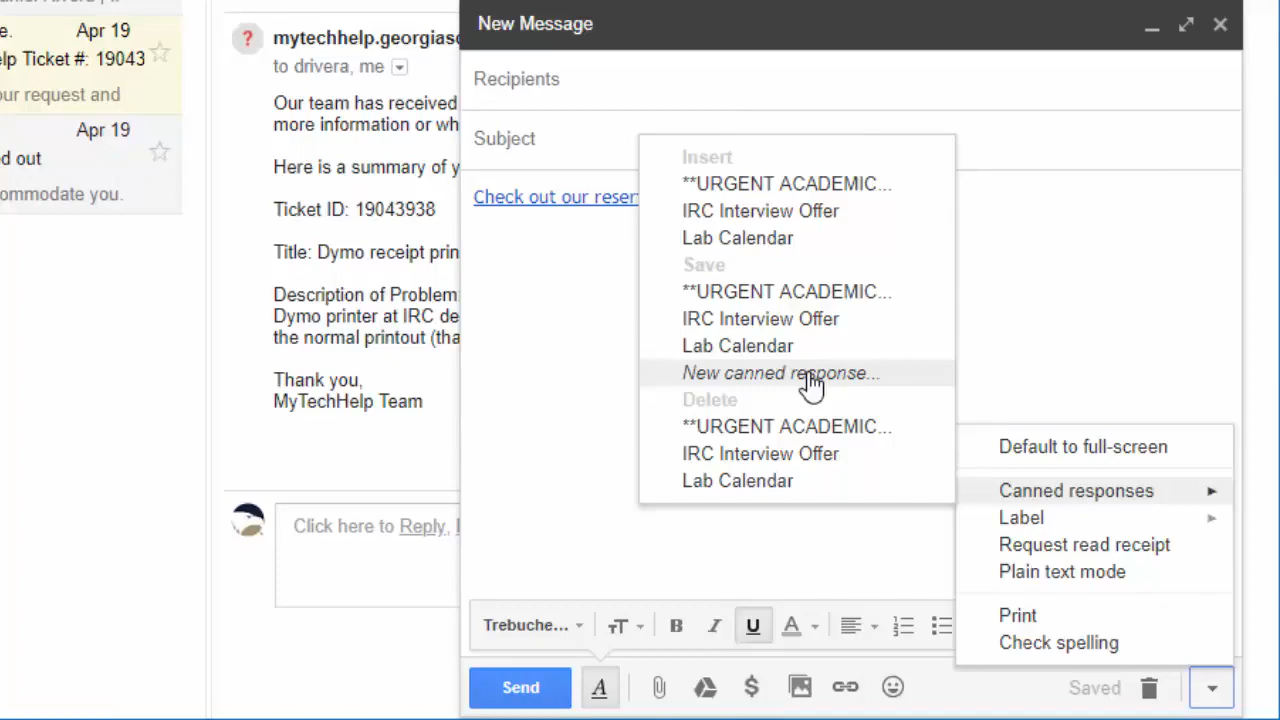 e. Apr 19
elp Ticket #: 19043
our request and
Apr 19
d out
ommodate you.
?
mytechhelp.georgiasc
to drivera, me
Our team has received
more information or wh
Here is a summary of y
Ticket ID: 19043938
Title: Dymo receipt prin
Description of Problem:
Dymo printer at IRC de
the normal printout (tha
Thank you,
MyTechHelp Team
Click here to Reply,
New Message
Recipients
Subject
Check out our reser
Insert
**URGENT ACADEMIC...
IRC Interview Offer
Lab Calendar
Save
**URGENT ACADEMIC...
IRC Interview Offer
Lab Calendar
New canned response...
Delete
**URGENT ACADEMIC...
IRC Interview Offer
Lab Calendar
Default to full-screen
Canned responses
Label
Request read receipt
Plain text mode
Print
Check spelling
Trebuche... TT B I U A
Send A $ Saved